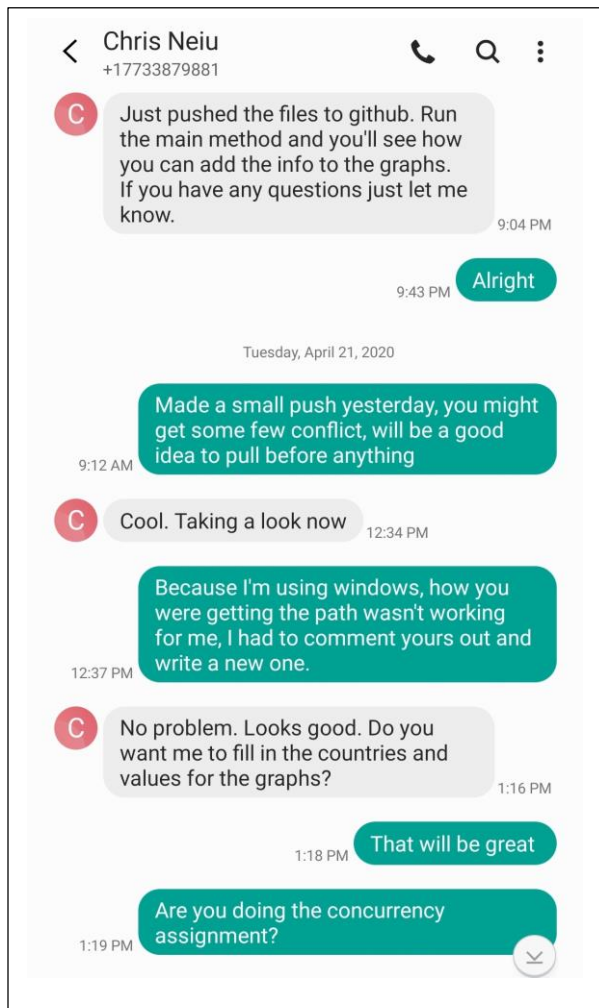 Chris Neiu
+17733879881
C
Just pushed the files to github. Run
the main method and you'll see how
you can add the info to the graphs.
If you have any questions just let me
know.
9:04 PM
9:43 PM
Alright
Tuesday, April 21, 2020
Made a small push yesterday, you might
get some few conflict, will be a good
idea to pull before anything
9:12 AM
C
Cool. Taking a look now
12:34 PM
Because I'm using windows, how you
were getting the path wasn't working
for me, I had to comment yours out and
write a new one.
12:37 PM
C
No problem. Looks good. Do you
want me to fill in the countries and
values for the graphs?
1:16 PM
1:18 PM
That will be great
Are you doing the concurrency
assignment?
1:19 PM